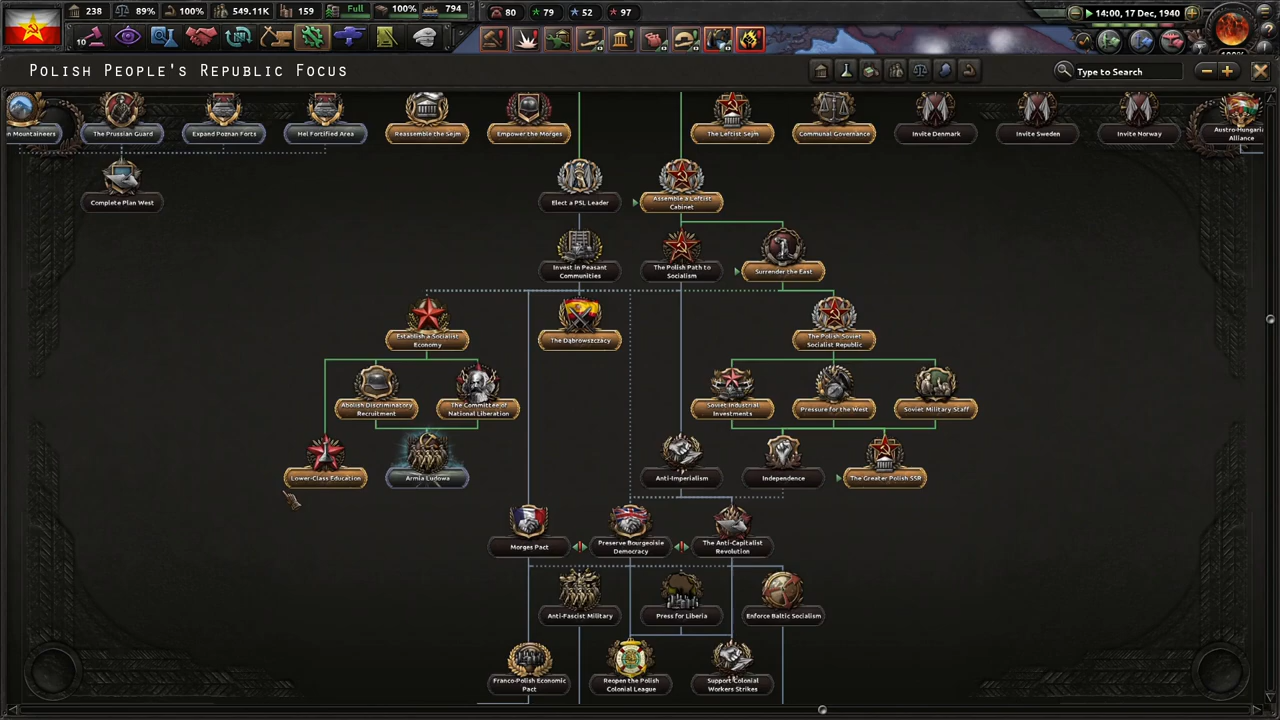 238
89%
100%
549.11K
159
Full
100%
794
80
79
52
97
14:00, 17 Dec, 1940
10
100%
Polish People's Republic Focus
Type to Search
n Mountaineers
The Prussian Guard
Expand Poznan Forts
Hel Fortified Area
Reassemble the Sejm
Empower the Morges
The Leftist Sejm
Communal Governance
Invite Denmark
Invite Sweden
Invite Norway
Austro-Hungaria
Alliance
Complete Plan West
Elect a PSL Leader
Assemble a Leftist
Cabinet
Invest in Peasant
Communities
The Polish Path to
Socialism
Surrender the East
Establish a Socialist
Economy
The Dąbrowszczacy
The Polish Soviet
Socialist Republic
Abolish Discriminatory
Recruitment
The Committee of
National Liberation
Soviet Industrial
Investments
Pressure for the West
Soviet Military Staff
Lower-Class Education
Armia Ludowa
Anti-Imperialism
Independence
The Greater Polish SSR
Morges Pact
Preserve Bourgeoisie
Democracy
The Anti-Capitalist
Revolution
Anti-Fascist Military
Press for Liberia
Enforce Baltic Socialism
Franco-Polish Economic
Pact
Reopen the Polish
Colonial League
Support Colonial
Workers Strikes